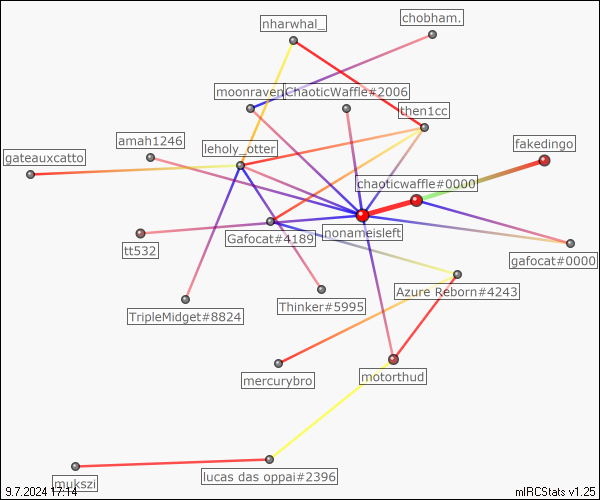 chobham.
nharwhal_
moonraven
ChaoticWaffle#2006
then1cc
amah1246
leholy_otter
fakedingo
gateauxcatto
chaoticwaffle#0000
nonameisleft
Gafocat#4189
tt532
gafocat#0000
Azure Reborn#4243
Thinker#5995
TripleMidget#8824
mercurybro
motorthud
lucas das oppai#2396
mukszi
9.7.2024 17:14
mIRCStats v1.25